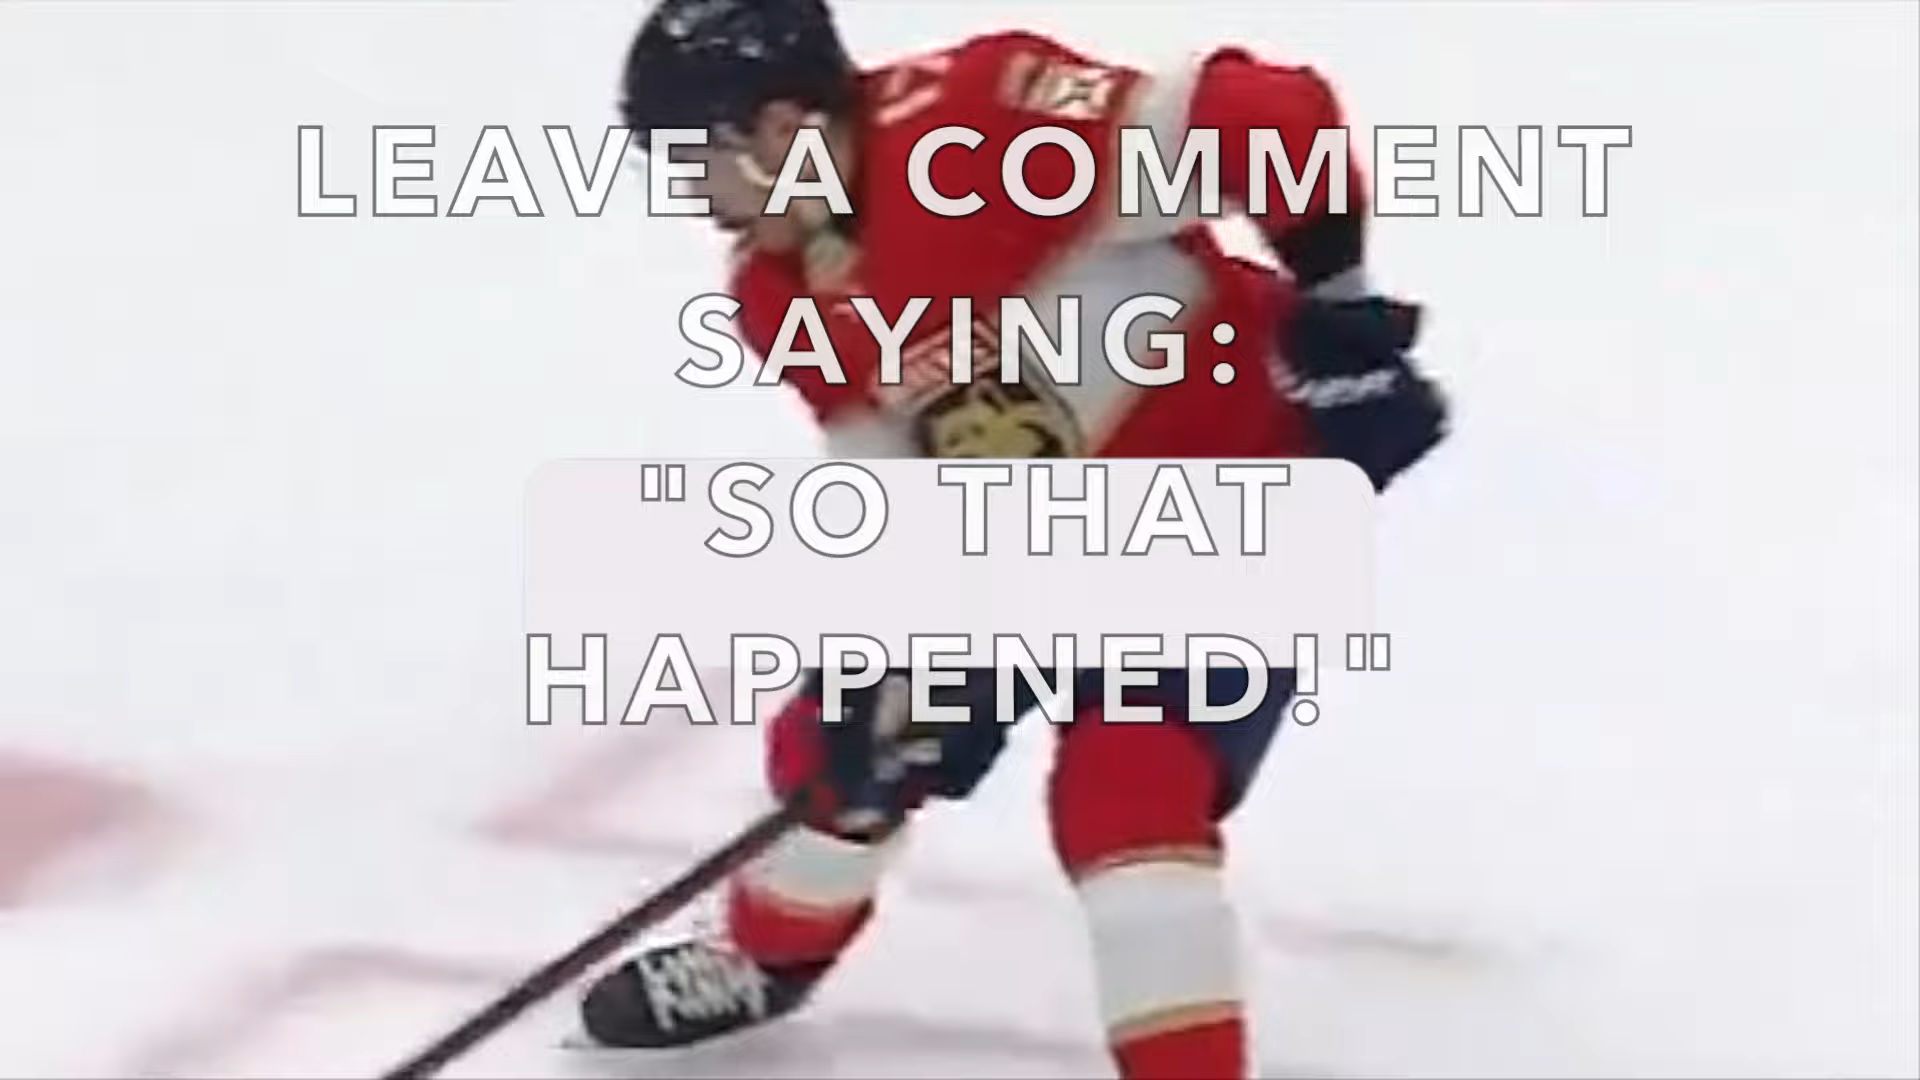 LEAVE A COMMENT
SAYING:
"SO THAT
HAPPENED!"